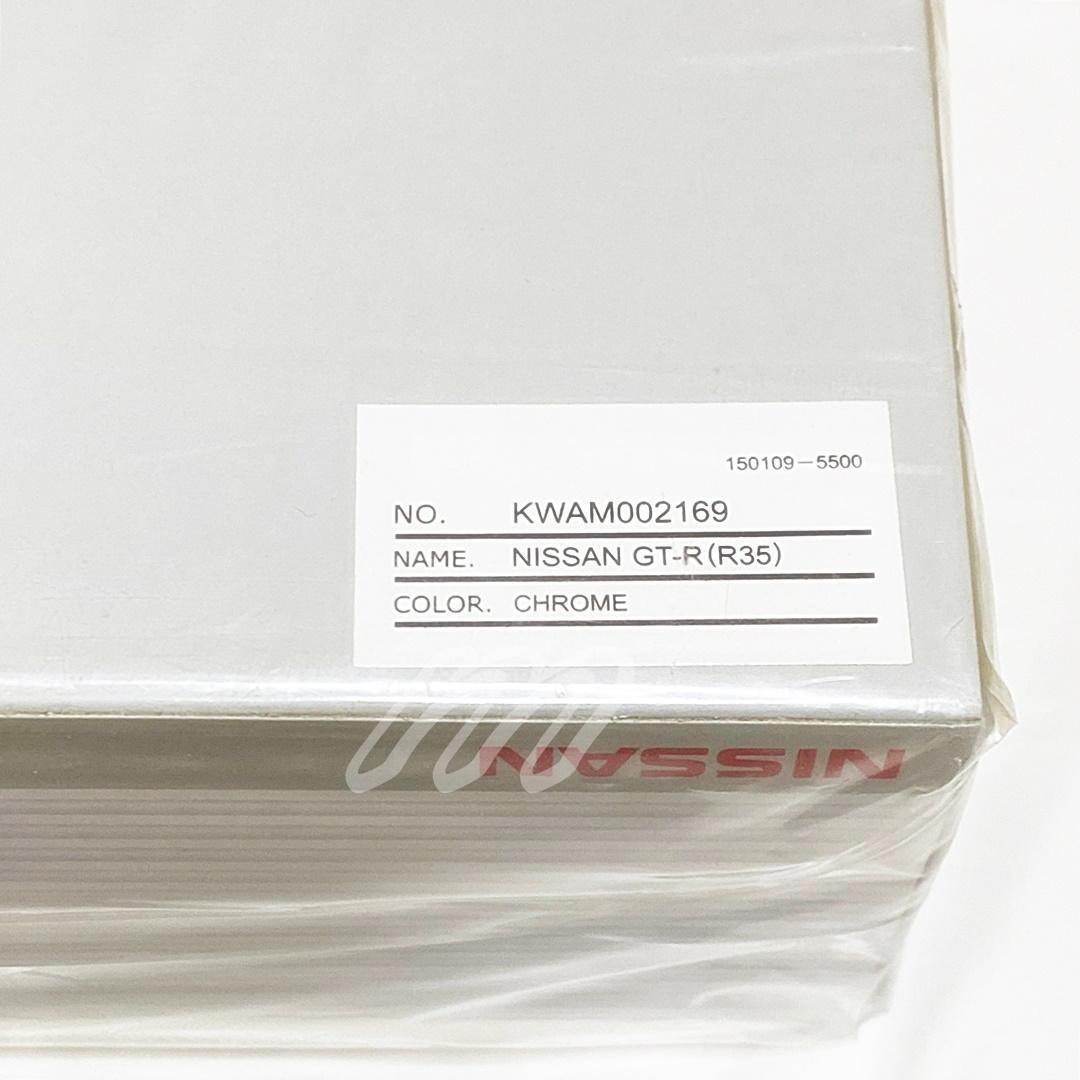 150109-5500
NO. KWAM002169
NAME. NISSAN GT-R(R35)
COLOR. CHROME
NISSAN
m